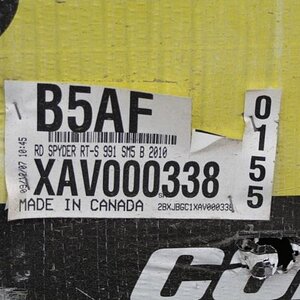 B5AF
RD SPYDER RT-S 991 SM5 B 2010
XAV000338
MADE IN CANADA
2BXJBGC1XAV000338
0155